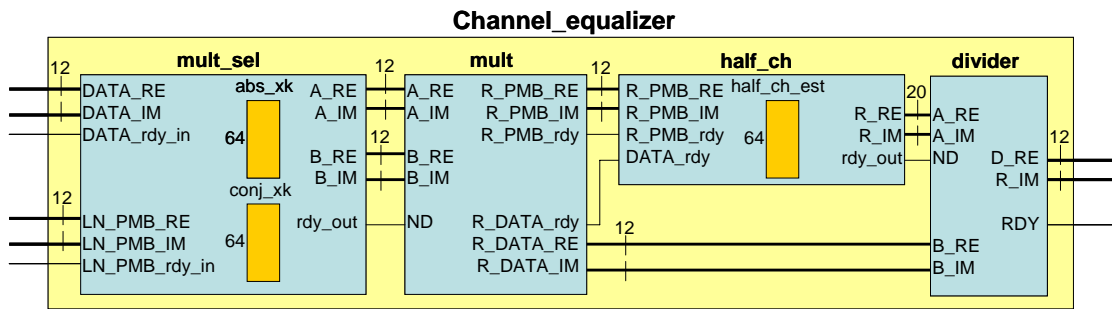 Channel_equalizer
mult_sel
mult
half_ch
divider
12
DATA_RE
DATA_IM
DATA_rdy_in
12
LN_PMB_RE
LN_PMB_IM
LN_PMB_rdy_in
abs_xk
64
conj_xk
64
A_RE
A_IM
B_RE
B_IM
rdy_out
12
12
A_RE
A_IM
B_RE
B_IM
ND
R_PMB_RE
R_PMB_IM
R_PMB_rdy
R_DATA_rdy
R_DATA_RE
R_DATA_IM
12
12
R_PMB_RE
R_PMB_IM
R_PMB_rdy
DATA_rdy
half_ch_est
64
R_RE
R_IM
rdy_out
20
A_RE
A_IM
ND
B_RE
B_IM
D_RE
R_IM
RDY
12